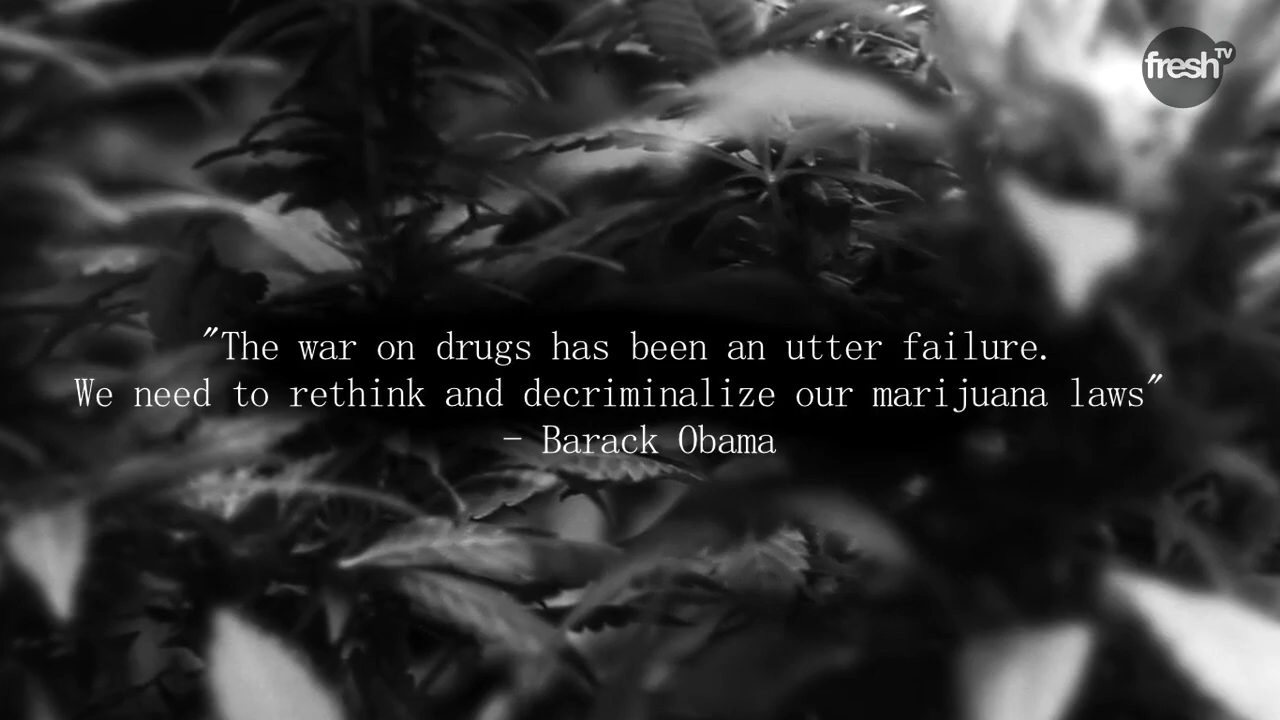 fresh TV
"The war on drugs has been an utter failure.
We need to rethink and decriminalize our marijuana laws"
- Barack Obama